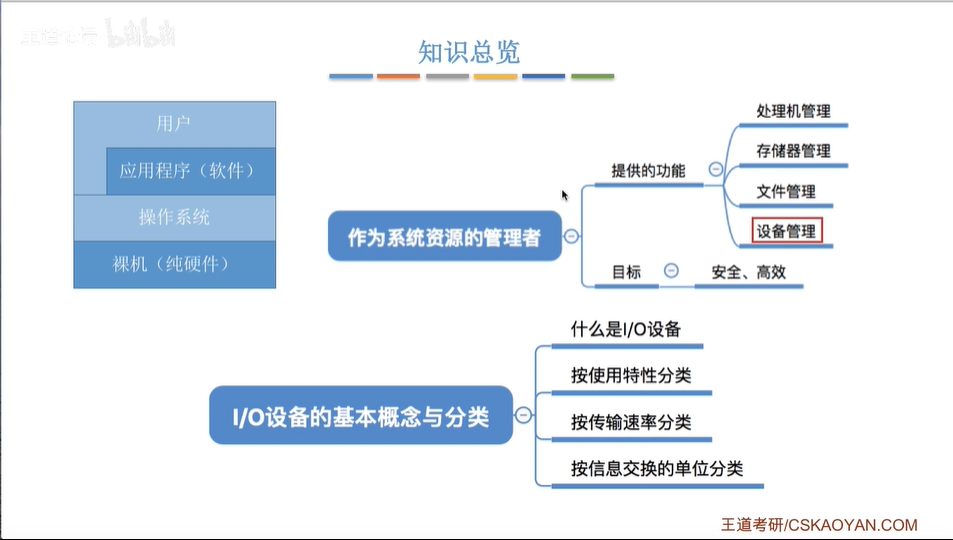 王道考研 bilibili
知识总览
用户
应用程序（软件）
操作系统
裸机（纯硬件）
作为系统资源的管理者
提供的功能
处理机管理
存储器管理
文件管理
设备管理
目标
安全、高效
I/O设备的基本概念与分类
什么是I/O设备
按使用特性分类
按传输速率分类
按信息交换的单位分类
王道考研/CSKAOYAN.COM